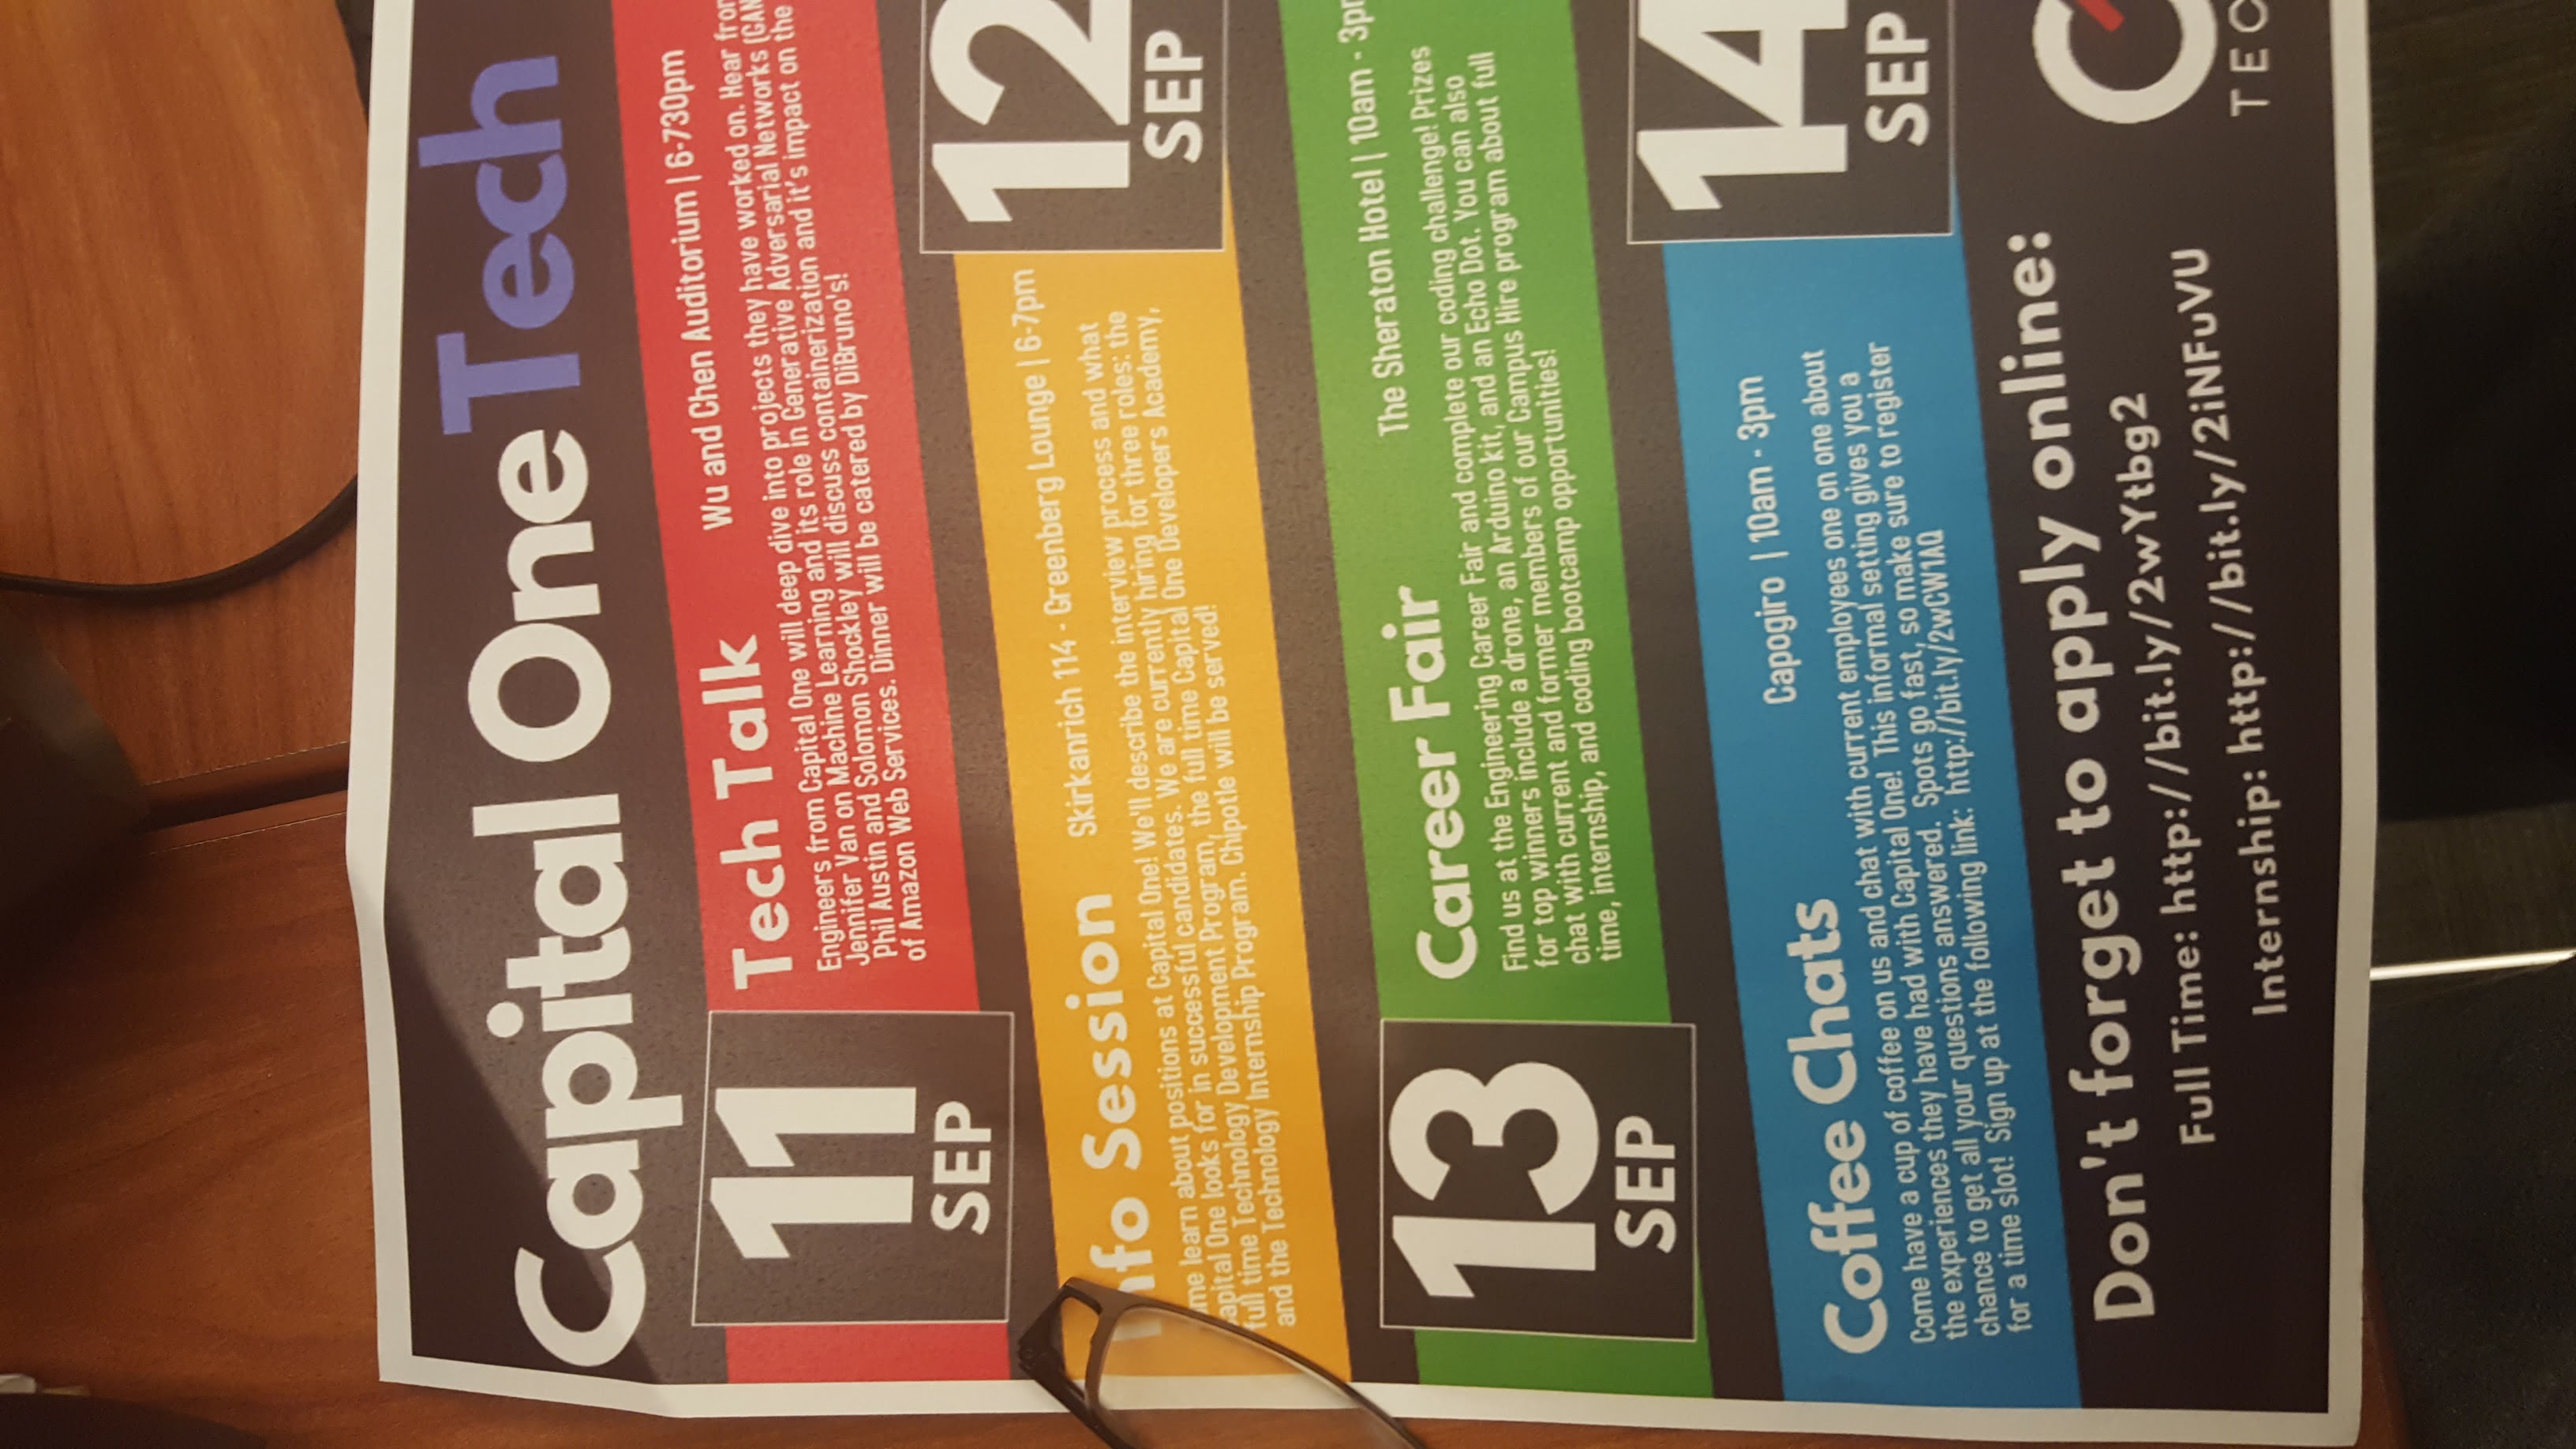 Capital One Tech
11
SEP
Tech Talk
Wu and Chen Auditorium | 6-730pm
Engineers from Capital One will deep dive into projects they have worked on. Hear from
Jennifer Van on Machine Learning and its role in Generative Adversarial Networks (GAN
Phil Austin and Solomon Shockley will discuss containerization and it's impact on the
of Amazon Web Services. Dinner will be catered by DiBruno's!
12
SEP
Info Session
Skirkanrich 114 - Greenberg Lounge | 6-7pm
me learn about positions at Capital One! We'll describe the interview process and what
apital One looks for in successful candidates. We are currently hiring for three roles: the
full time Technology Development Program, the full time Capital One Developers Academy,
and the Technology Internship Program. Chipotle will be served!
13
SEP
Career Fair
The Sheraton Hotel | 10am - 3pm
Find us at the Engineering Career Fair and complete our coding challenge! Prizes
for top winners include a drone, an Arduino kit, and an Echo Dot. You can also
chat with current and former members of our Campus Hire program about full
time, internship, and coding bootcamp opportunities!
14
SEP
Coffee Chats
Capogiro | 10am - 3pm
Come have a cup of coffee on us and chat with current employees one on one about
the experiences they have had with Capital One! This informal setting gives you a
chance to get all your questions answered. Spots go fast, so make sure to register
for a time slot! Sign up at the following link: http://bit.ly/2wCW1AQ
Don't forget to apply online:
Full Time: http://bit.ly/2wYtbg2
Internship: http://bit.ly/2iNFuVU
C
TEC